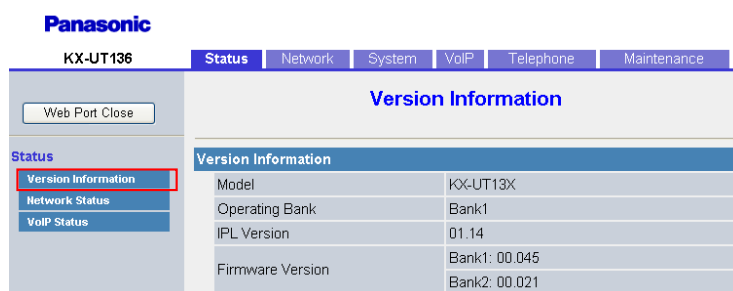 Panasonic
KX-UT136
Status Network System VoIP Telephone Maintenance
Web Port Close
Version Information
Status
Version Information
Network Status
VoIP Status
Version Information
Model KX-UT13X
Operating Bank Bank1
IPL Version 01.14
Firmware Version Bank1: 00.045
Bank2: 00.021